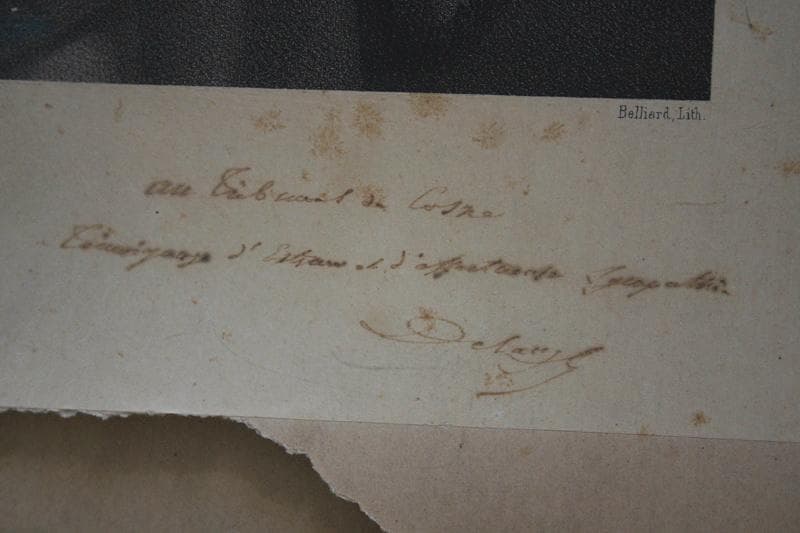 Belliard, Lith.
au Tribunal de Cosne
Témoignage d'Estime et d'affectueuse Sympathie